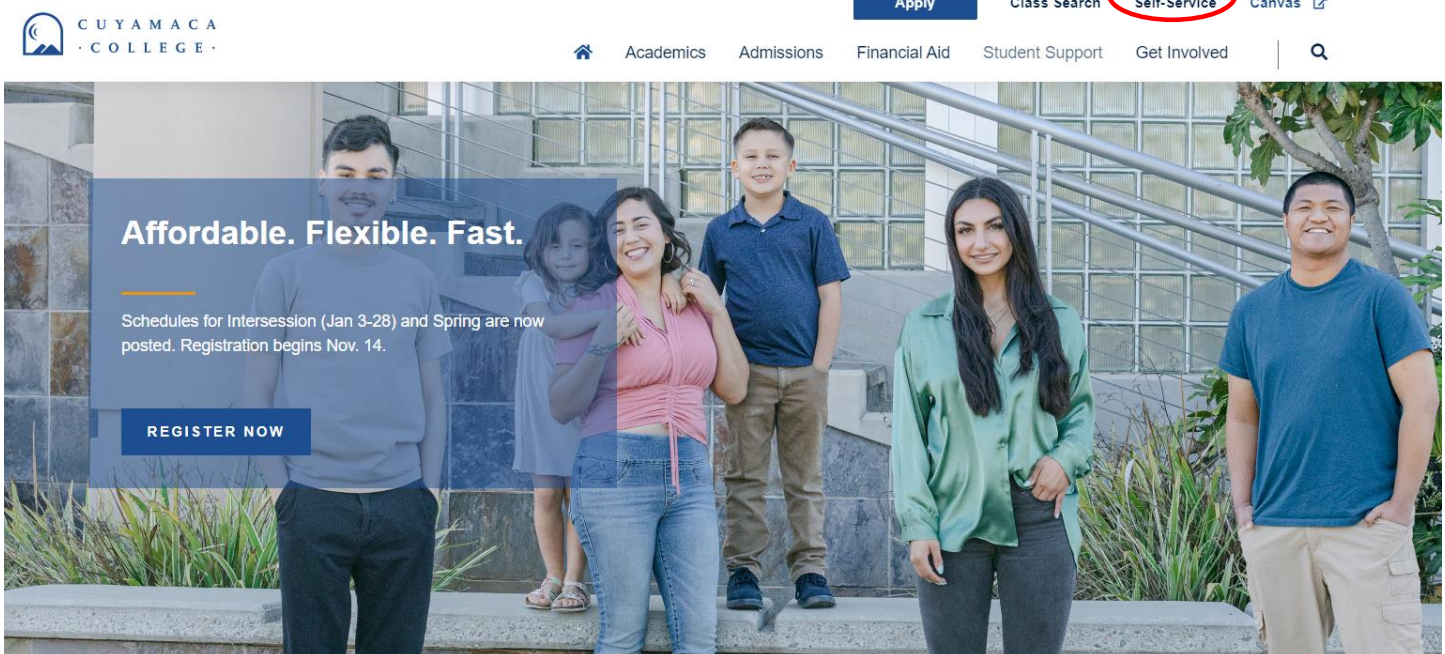 Apply Class Search Self-Service Canvas
CUYAMACA
·COLLEGE·
Academics Admissions Financial Aid Student Support Get Involved
Affordable. Flexible. Fast.
Schedules for Intersession (Jan 3-28) and Spring are now
posted. Registration begins Nov. 14.
REGISTER NOW